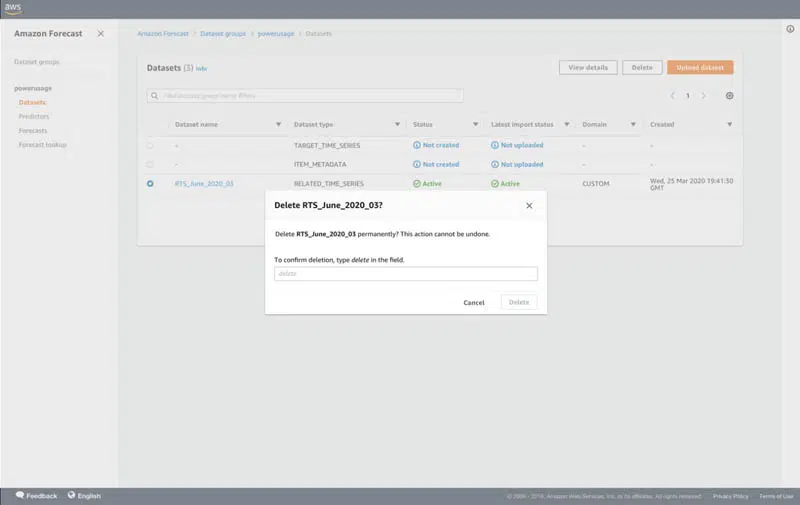 aws
Amazon Forecast
Amazon Forecast > Dataset groups > powerusage > Datasets
Dataset groups
powerusage
Datasets
Predictors
Forecasts
Forecast lookup
Datasets (3) Info
View details
Delete
Upload dataset
1
Dataset name
Dataset type
Status
Latest import status
Domain
Created
- TARGET_TIME_SERIES Not created Not uploaded - -
- ITEM_METADATA Not created Not uploaded - -
RTS_June_2020_03 RELATED_TIME_SERIES Active Active CUSTOM Wed, 25 Mar 2020 19:41:30
GMT
Delete RTS_June_2020_03?
Delete RTS_June_2020_03 permanently? This action cannot be undone.
To confirm deletion, type delete in the field.
delete
Cancel
Delete
Feedback
English
© 2008 - 2019, Amazon Web Services, Inc. or its affiliates. All rights reserved.
Privacy Policy
Terms of Use